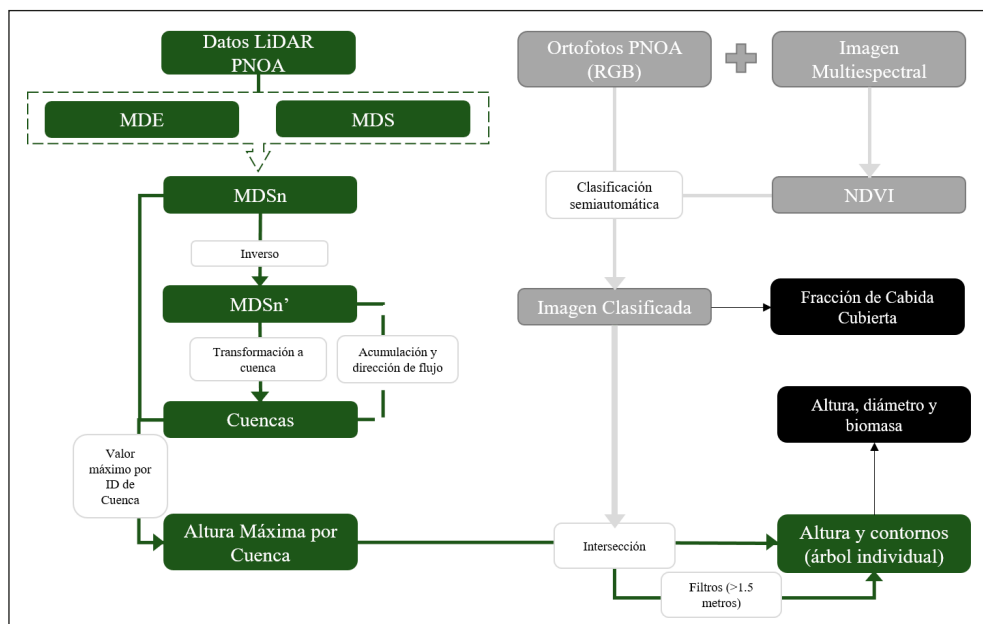 Datos LiDAR
PNOA
MDE
MDS
MDSn
Inverso
MDSn’
Transformación a
cuenca
Acumulación y
dirección de flujo
Cuencas
Valor
máximo por
ID de
Cuenca
Altura Máxima por
Cuenca
Ortofotos PNOA
(RGB)
Imagen
Multiespectral
Clasificación
semiautomática
NDVI
Imagen Clasificada
Fracción de Cabida
Cubierta
Altura, diámetro y
biomasa
Intersección
Altura y contornos
(árbol individual)
Filtros (>1.5
metros)